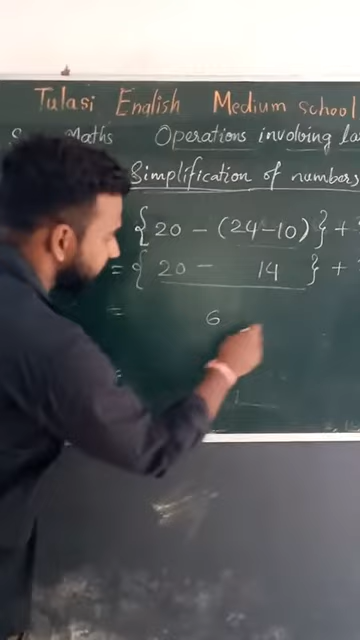 Tulasi English Medium school
Maths Operations involving
Simplification of numbers
{20 - (24-10)} +
= {20 - 14} +
= 6
=